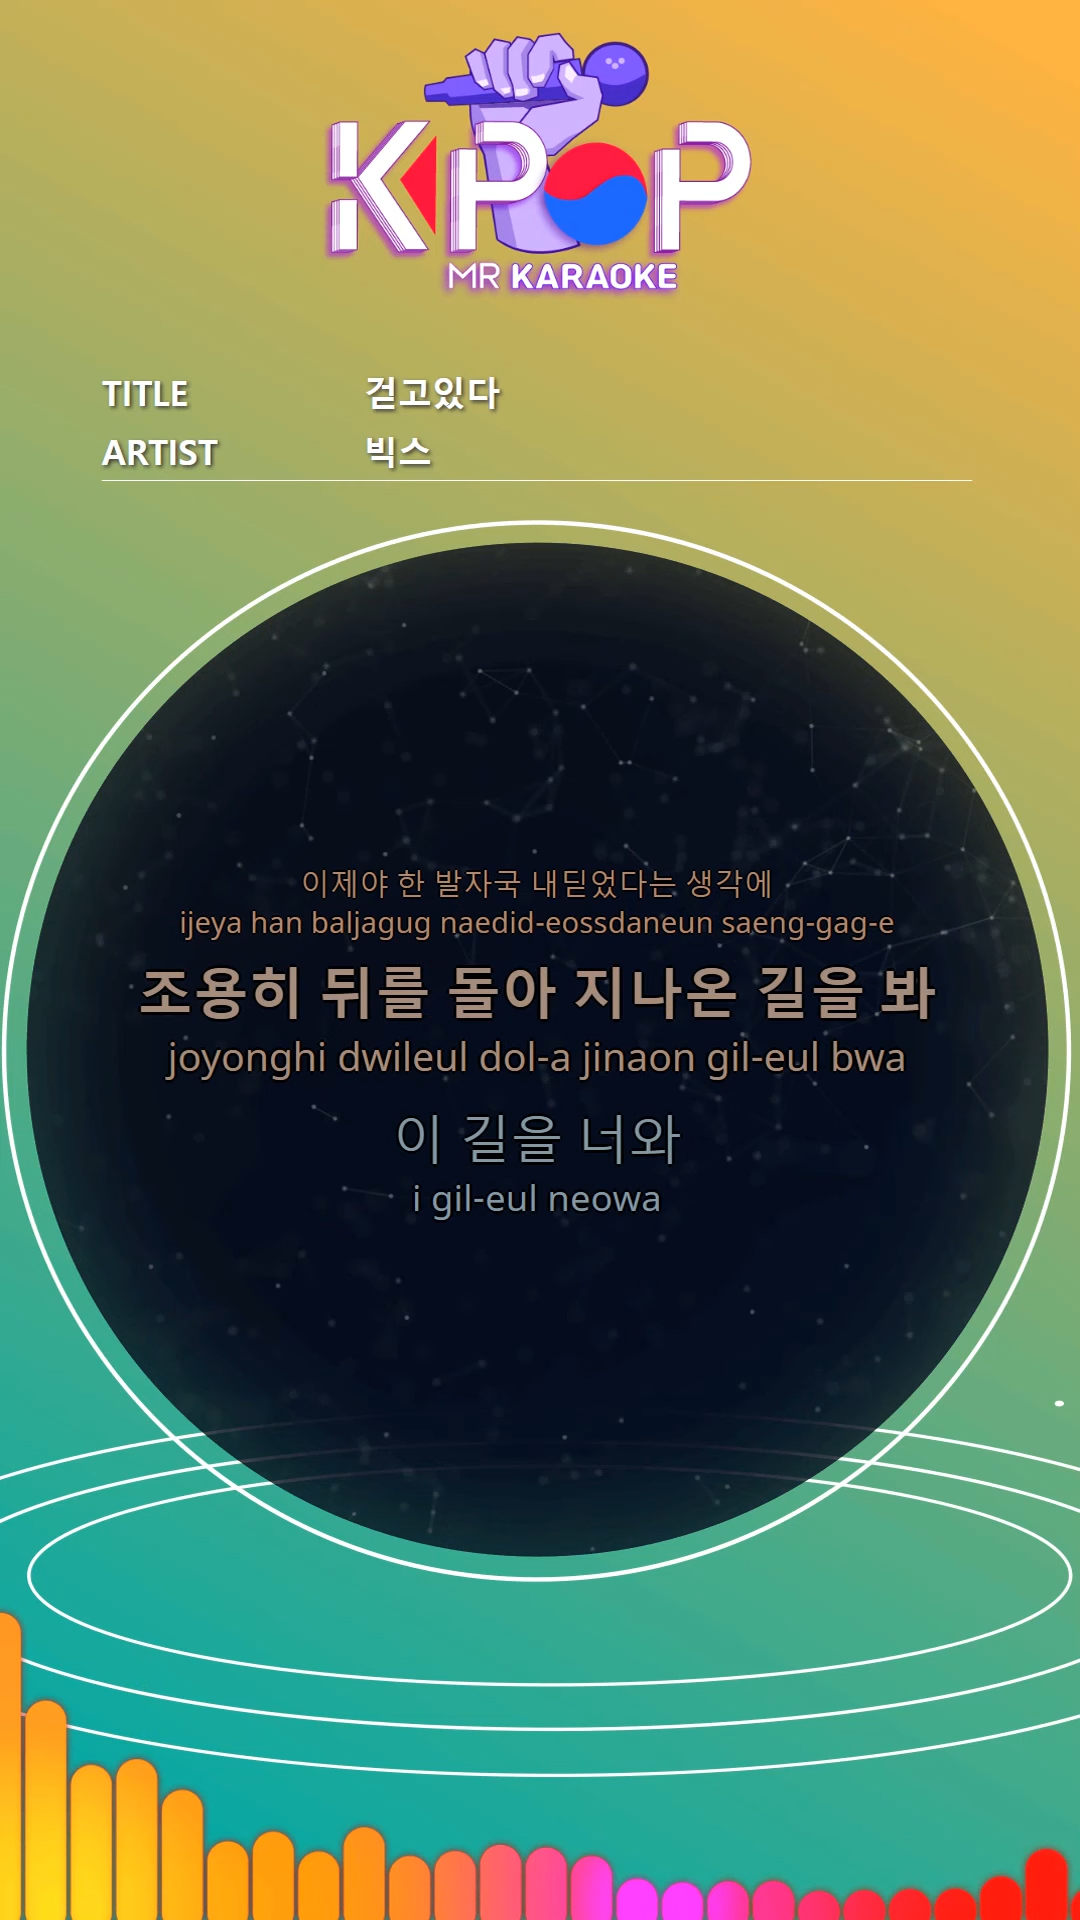 KPOP
MR KARAOKE
TITLE 걷고있다
ARTIST 빅스
이제야 한 발자국 내딛었다는 생각에
ijeya han baljagug naedid-eossdaneun saeng-gag-e
조용히 뒤를 돌아 지나온 길을 봐
joyonghi dwileul dol-a jinaon gil-eul bwa
이 길을 너와
i gil-eul neowa